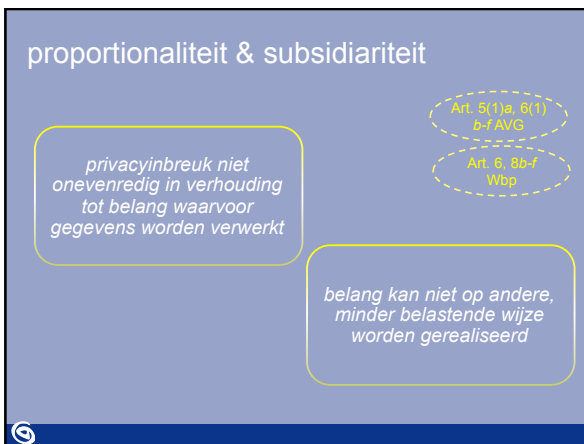 proportionaliteit & subsidiariteit
Art. 5(1)a, 6(1)
b-f AVG
Art. 6, 8b-f
Wbp
privacyinbreuk niet
onevenredig in verhouding
tot belang waarvoor
gegevens worden verwerkt
belang kan niet op andere,
minder belastende wijze
worden gerealiseerd